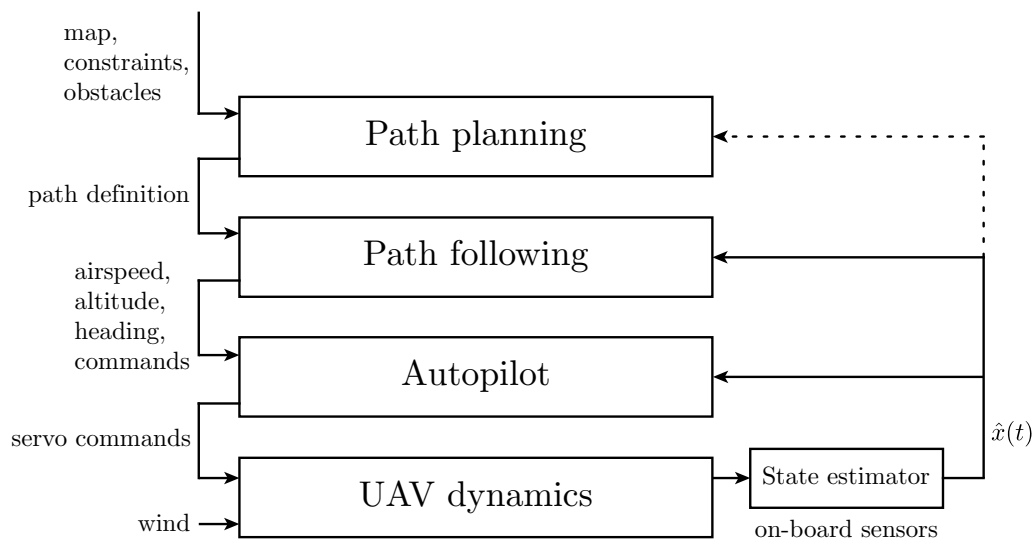 map,
constraints,
obstacles
Path planning
path definition
Path following
airspeed,
altitude,
heading,
commands
Autopilot
servo commands
x̂(t)
UAV dynamics
State estimator
wind
on-board sensors